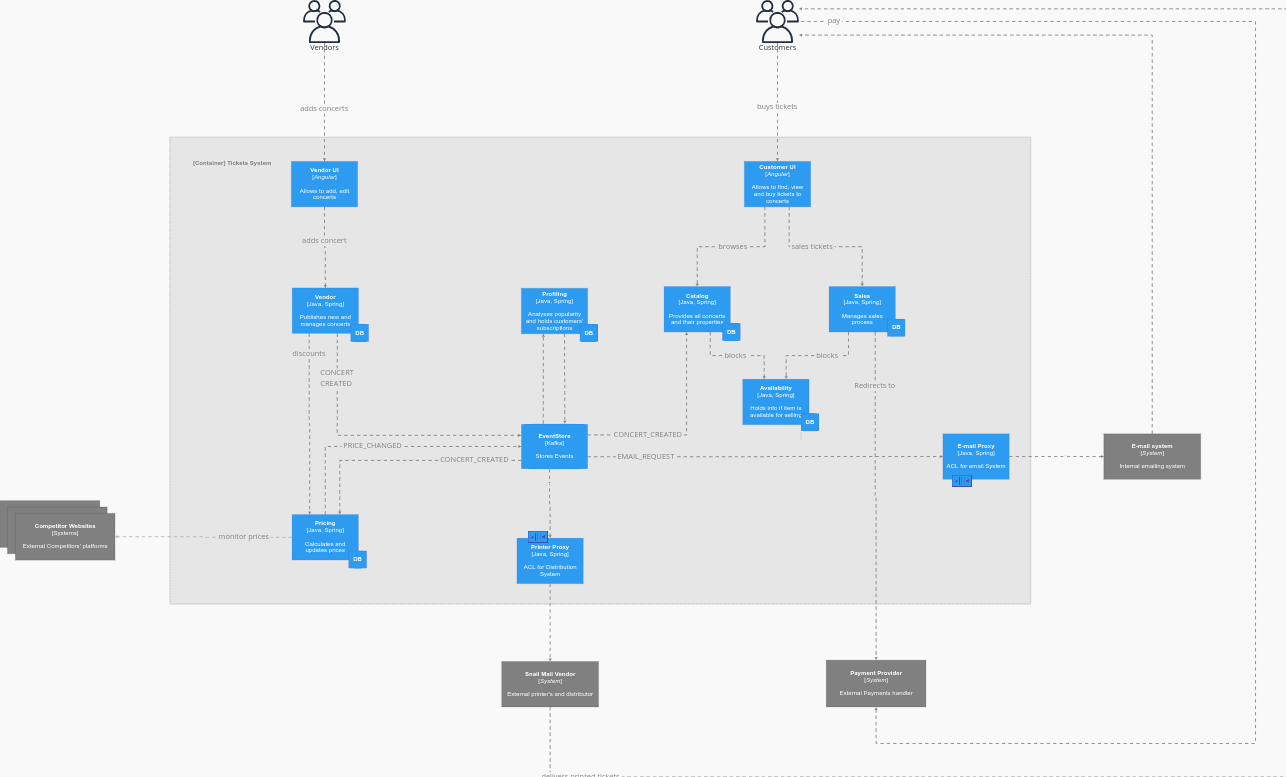 pay
Vendors
Customers
adds concerts
buys tickets
[Container] Tickets System
Vendor UI
[Angular]
Allows to add, edit
concerts
Customer UI
[Angular]
Allows to find, view
and buy tickets to
concerts
adds concert
browses
sales tickets
Vendor
[Java, Spring]
Publishes new and
manages concerts
DB
Profiling
[Java, Spring]
Analyses popularity
and holds customers'
subscriptions
DB
Catalog
[Java, Spring]
Provides all concerts
and their properties
DB
Sales
[Java, Spring]
Manages sales
process
DB
discounts
CONCERT
CREATED
blocks
blocks
Redirects to
Availability
[Java, Spring]
Holds info if item is
available for selling
DB
EventStore
[Kafka]
Stores Events
CONCERT_CREATED
PRICE_CHANGED
CONCERT_CREATED
EMAIL_REQUEST
E-mail Proxy
[Java, Spring]
ACL for email System
E-mail system
[System]
Internal emailing system
Competitor Websites
[Systems]
External Competitors' platforms
monitor prices
Pricing
[Java, Spring]
Calculates and
updates prices
DB
Printer Proxy
[Java, Spring]
ACL for Distribution
System
Snail Mail Vendor
[System]
External printer's and distributor
Payment Provider
[System]
External Payments handler
delivers printed tickets